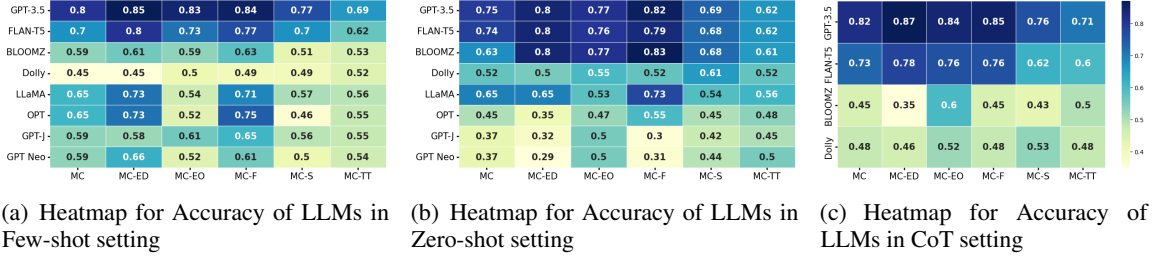 GPT-3.5 0.8 0.85 0.83 0.84 0.77 0.69
FLAN-T5 0.7 0.8 0.73 0.77 0.7 0.62
BLOOMZ 0.59 0.61 0.59 0.63 0.51 0.53
Dolly 0.45 0.45 0.5 0.49 0.49 0.52
LLaMA 0.65 0.73 0.54 0.71 0.57 0.56
OPT 0.65 0.73 0.52 0.75 0.46 0.55
GPT-J 0.59 0.58 0.61 0.65 0.56 0.55
GPT Neo 0.59 0.66 0.52 0.61 0.5 0.54
MC MC-ED MC-EO MC-F MC-S MC-TT
(a) Heatmap for Accuracy of LLMs in
Few-shot setting
GPT-3.5 0.75 0.8 0.77 0.82 0.69 0.62
FLAN-T5 0.74 0.8 0.76 0.79 0.68 0.62
BLOOMZ 0.63 0.8 0.77 0.83 0.68 0.61
Dolly 0.52 0.5 0.55 0.52 0.61 0.52
LLaMA 0.65 0.65 0.53 0.73 0.54 0.56
OPT 0.45 0.35 0.47 0.55 0.45 0.48
GPT-J 0.37 0.32 0.5 0.3 0.42 0.45
GPT Neo 0.37 0.29 0.5 0.31 0.44 0.5
MC MC-ED MC-EO MC-F MC-S MC-TT
(b) Heatmap for Accuracy of LLMs in
Zero-shot setting
GPT-3.5 0.82 0.87 0.84 0.85 0.76 0.71
FLAN-T5 0.73 0.78 0.76 0.76 0.62 0.6
BLOOMZ 0.45 0.35 0.6 0.45 0.43 0.5
Dolly 0.48 0.46 0.52 0.48 0.53 0.48
MC MC-ED MC-EO MC-F MC-S MC-TT
0.8
0.7
0.6
0.5
0.4
(c) Heatmap for Accuracy of
LLMs in CoT setting